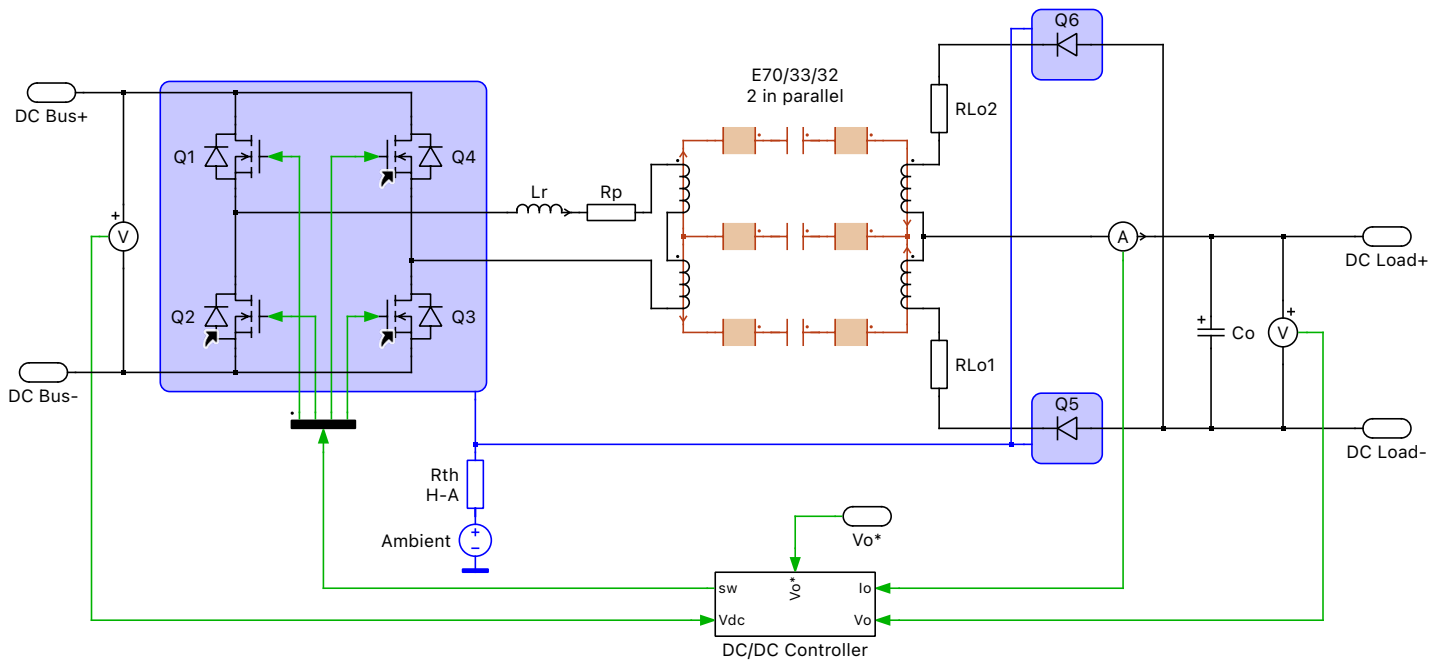 Q6
E70/33/32
2 in parallel
DC Bus+
RLo2
Q1
Q4
Lr
Rp
+
V
A
DC Load+
Q2
Q3
+
Co
+
V
RLo1
DC Bus-
Q5
DC Load-
Rth
H-A
Ambient
+
−
Vo*
sw
Vo*
Io
Vdc
Vo
DC/DC Controller